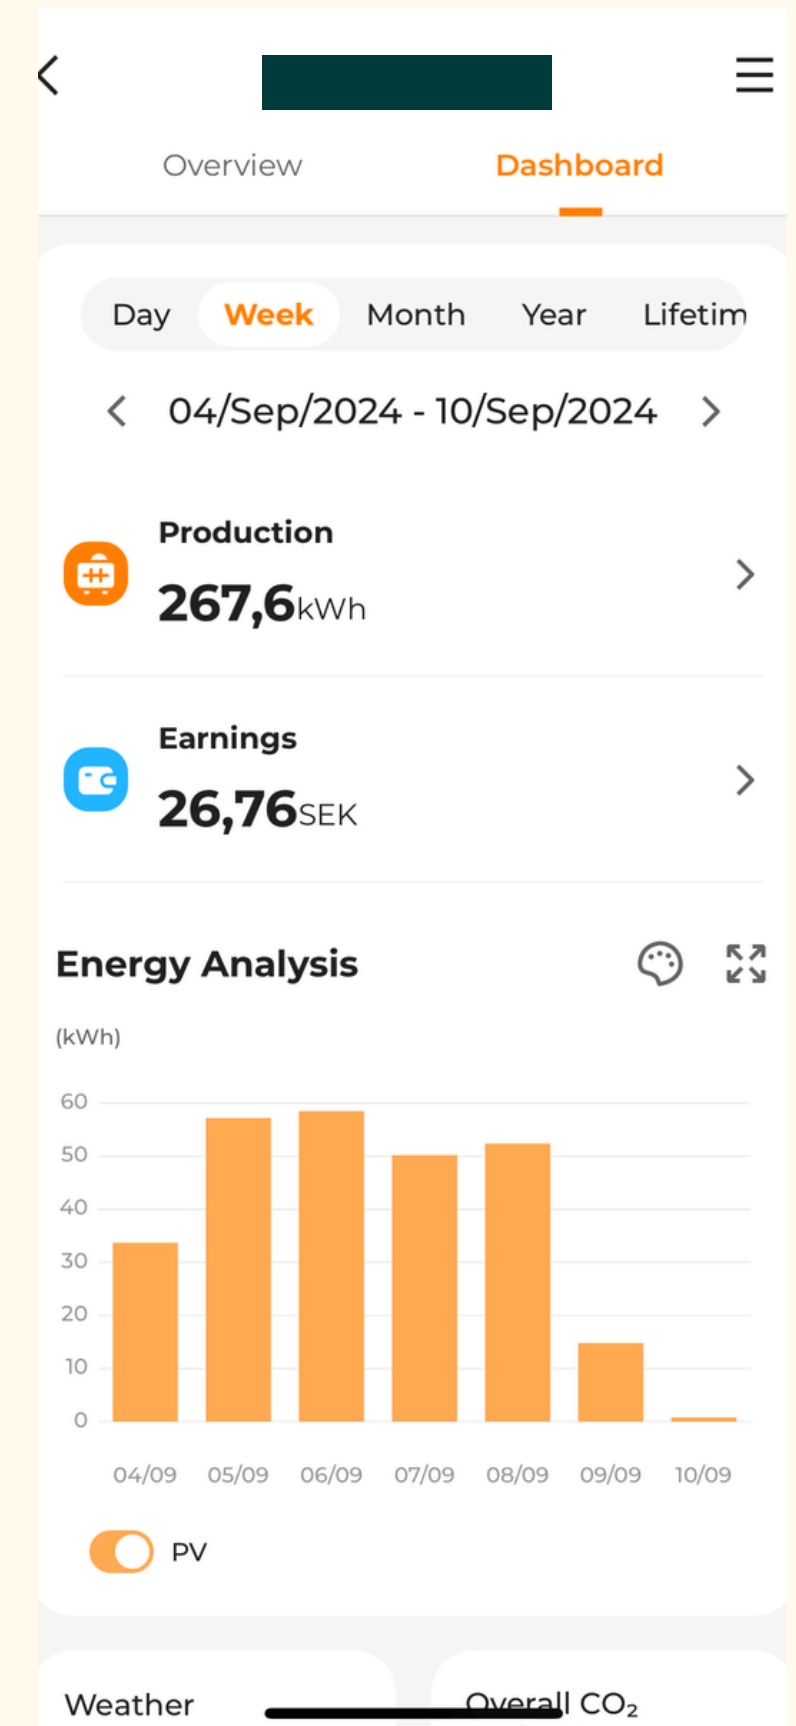 Overview Dashboard
Day Week Month Year Lifetim
04/Sep/2024 - 10/Sep/2024
Production
267,6kWh
Earnings
26,76SEK
Energy Analysis
(kWh)
60
50
40
30
20
10
0
04/09 05/09 06/09 07/09 08/09 09/09 10/09
PV
Weather Overall CO₂